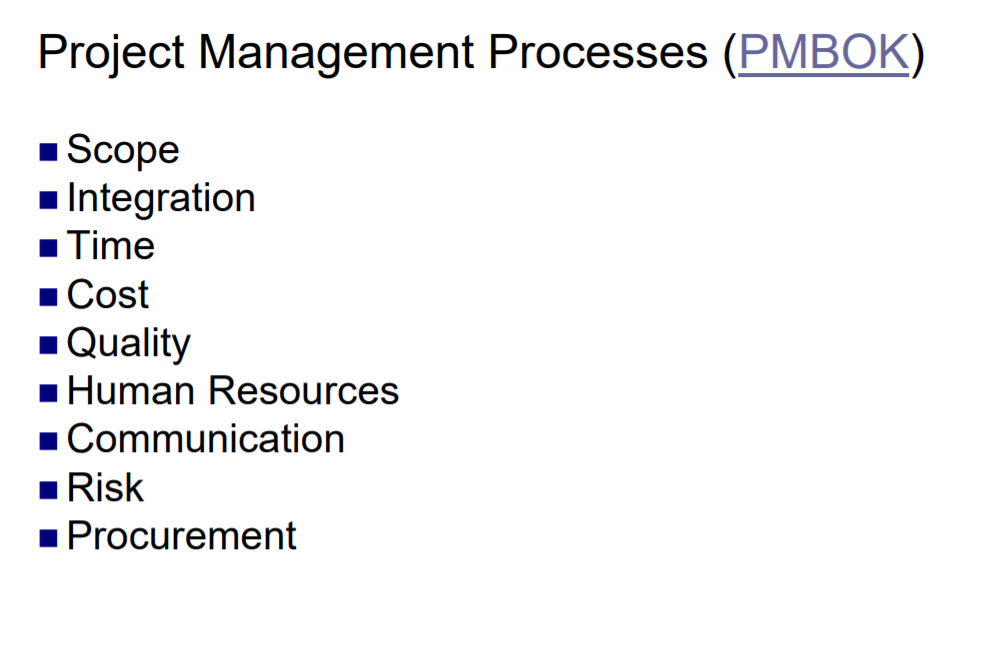 Project Management Processes (PMBOK)
Scope
Integration
Time
Cost
Quality
Human Resources
Communication
Risk
Procurement